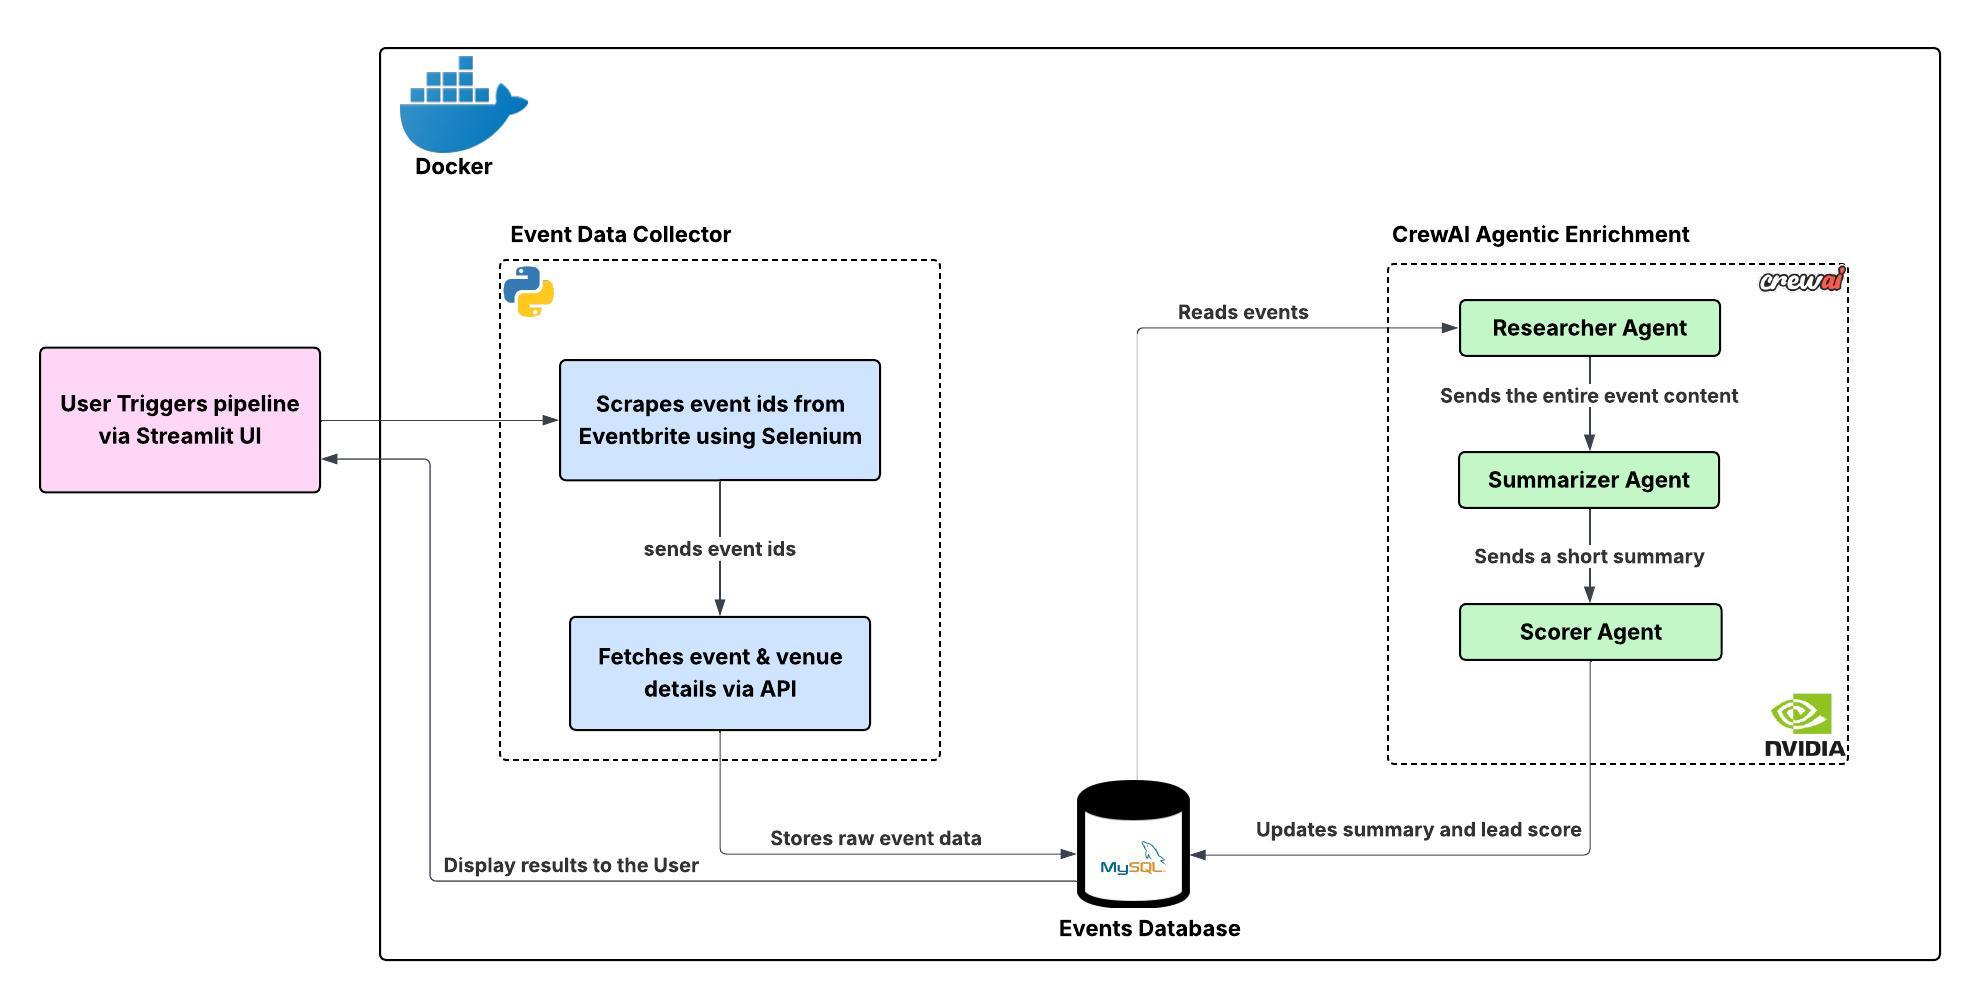 Docker
Event Data Collector
CrewAI Agentic Enrichment
crewai
Reads events
Researcher Agent
User Triggers pipeline
via Streamlit UI
Scrapes event ids from
Eventbrite using Selenium
Sends the entire event content
Summarizer Agent
sends event ids
Sends a short summary
Fetches event & venue
details via API
Scorer Agent
NVIDIA
Stores raw event data
Updates summary and lead score
Display results to the User
MySQL
Events Database